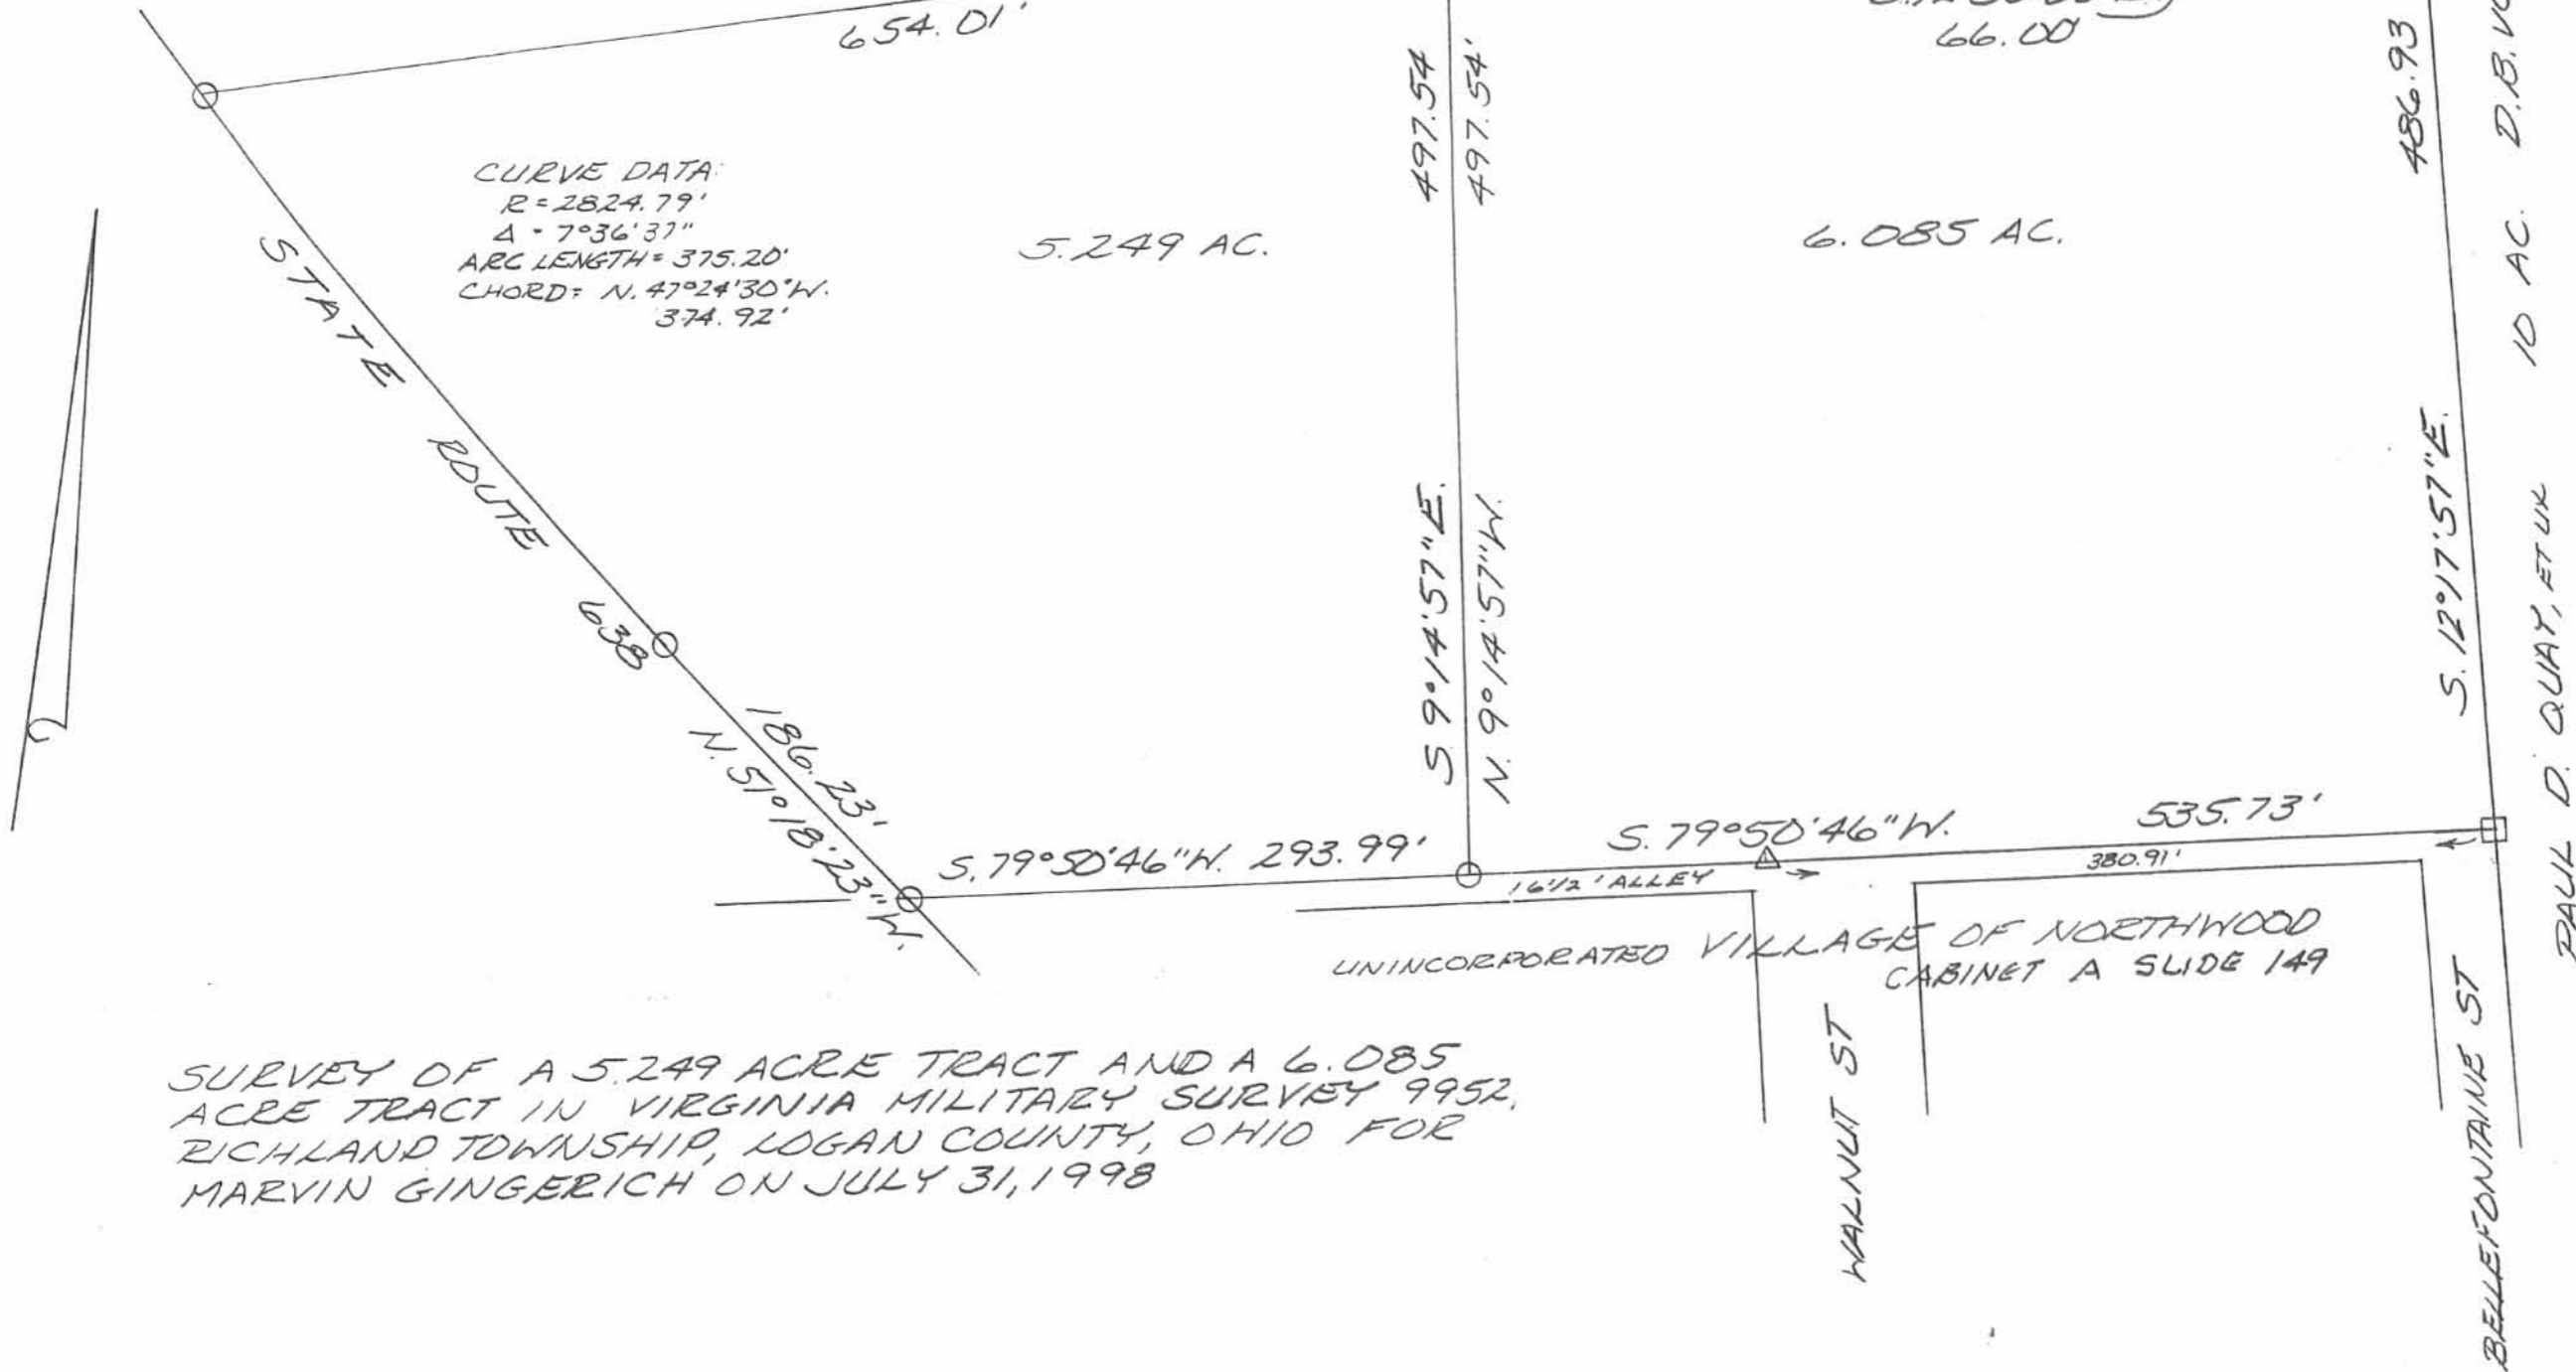 654.01'
66.00
497.54
497.54'
486.93
10 AC. D.B.
CURVE DATA:
R = 2824.79'
Δ = 7°36'37"
ARC LENGTH = 375.20'
CHORD = N. 47°24'30"W.
374.92'
5.249 AC.
6.085 AC.
STATE ROUTE 638
S 9°14'57"E.
N. 9°14'57"W.
S. 12°17'57"E.
PAUL D. QUAY, ET UX
186.23'
N. 51°18'23"W.
S. 79°50'46"W. 293.99'
S. 79°50'46"W. 535.73'
380.91'
16 1/2' ALLEY
UNINCORPORATED VILLAGE OF NORTHWOOD
CABINET A SLIDE 149
WALNUT ST
BELLEFONTAINE ST
SURVEY OF A 5.249 ACRE TRACT AND A 6.085
ACRE TRACT IN VIRGINIA MILITARY SURVEY 9952,
RICHLAND TOWNSHIP, LOGAN COUNTY, OHIO FOR
MARVIN GINGERICH ON JULY 31, 1998